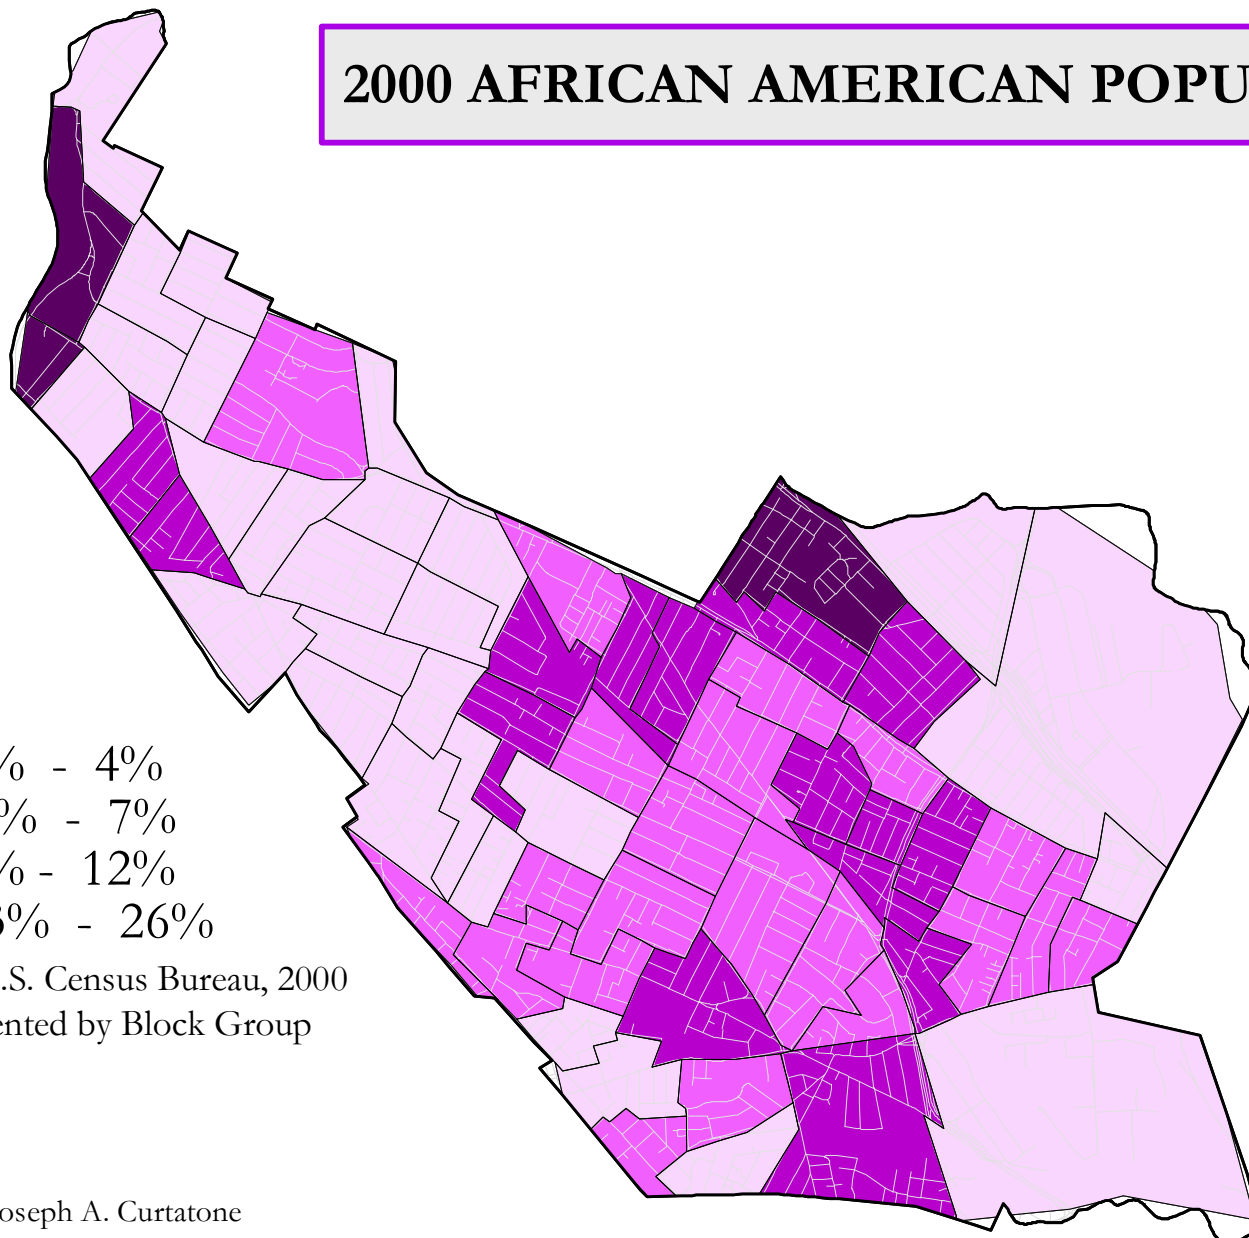 2000 AFRICAN AMERICAN POPU
% - 4%
% - 7%
% - 12%
% - 26%
.S. Census Bureau, 2000
ented by Block Group
oseph A. Curtatone